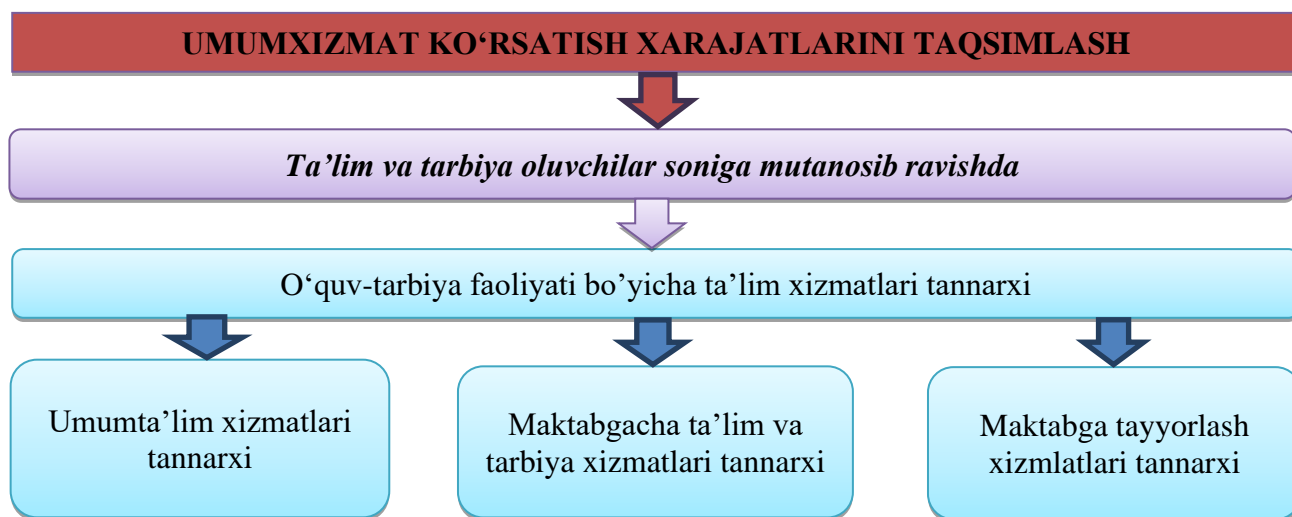 UMUMXIZMAT KO‘RSATISH XARAJATLARINI TAQSIMLASH
Ta’lim va tarbiya oluvchilar soniga mutanosib ravishda
O‘quv-tarbiya faoliyati bo’yicha ta’lim xizmatlari tannarxi
Umumta’lim xizmatlari
tannarxi
Maktabgacha ta’lim va
tarbiya xizmatlari tannarxi
Maktabga tayyorlash
xizmlatlari tannarxi